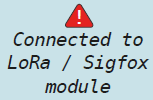 Connected to
LoRa / Sigfox
module